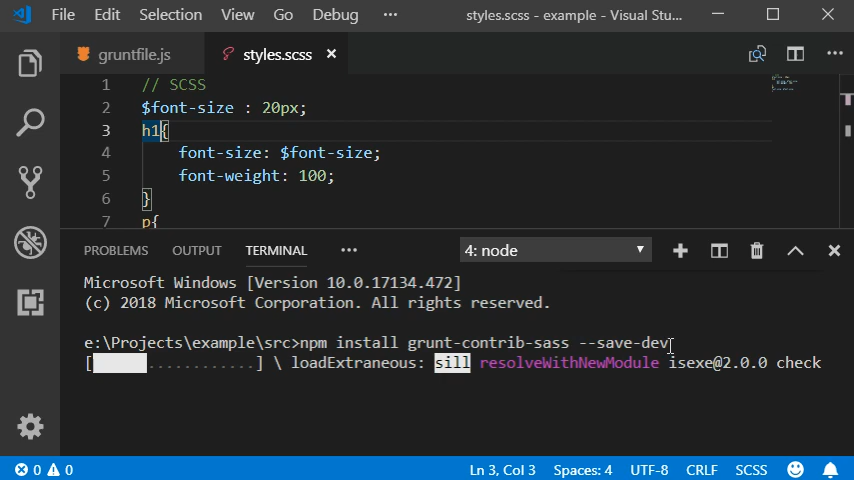 File Edit Selection View Go Debug ··· styles.scss - example - Visual Stu...
gruntfile.js styles.scss ×
1 // SCSS
2 $font-size : 20px;
3 h1{
4 font-size: $font-size;
5 font-weight: 100;
6 }
7 p{
PROBLEMS OUTPUT TERMINAL ··· 4: node
Microsoft Windows [Version 10.0.17134.472]
(c) 2018 Microsoft Corporation. All rights reserved.
e:\Projects\example\src>npm install grunt-contrib-sass --save-dev
[ ............] \ loadExtraneous: sill resolveWithNewModule isexe@2.0.0 check
0 0 Ln 3, Col 3 Spaces: 4 UTF-8 CRLF SCSS